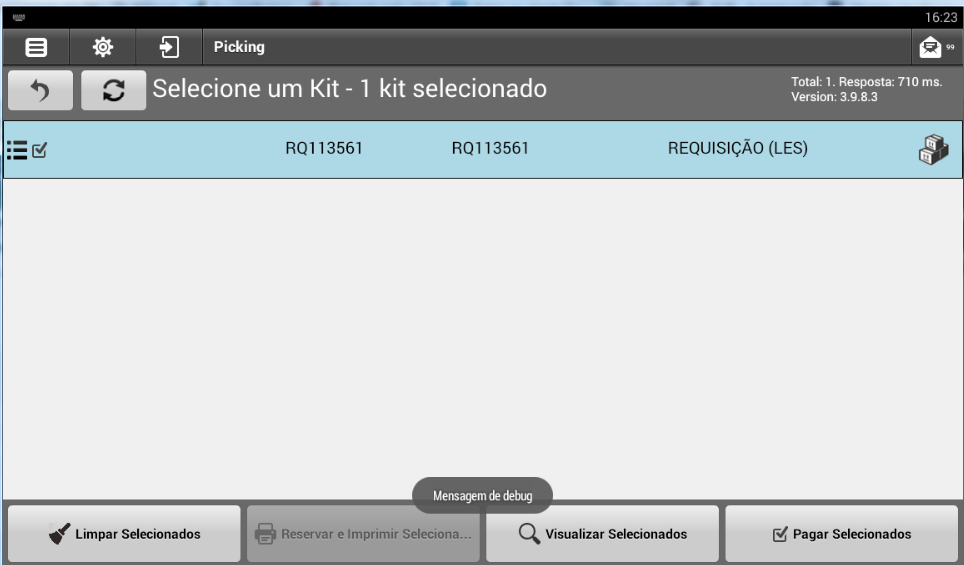 16:23
Picking
99
Selecione um Kit - 1 kit selecionado
Total: 1. Resposta: 710 ms.
Version: 3.9.8.3
RQ113561 RQ113561 REQUISIÇÃO (LES)
Mensagem de debug
Limpar Selecionados
Reservar e Imprimir Seleciona...
Visualizar Selecionados
Pagar Selecionados